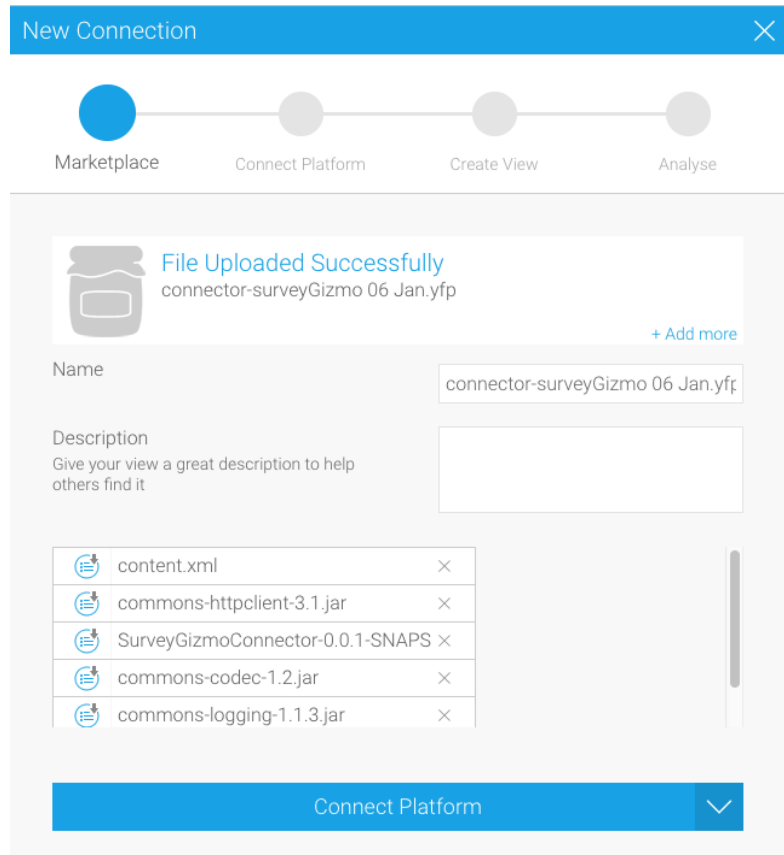 New Connection
Marketplace
Connect Platform
Create View
Analyse
File Uploaded Successfully
connector-surveyGizmo 06 Jan.yfp
+ Add more
Name
connector-surveyGizmo 06 Jan.yfp
Description
Give your view a great description to help
others find it
content.xml
commons-httpclient-3.1.jar
SurveyGizmoConnector-0.0.1-SNAPS
commons-codec-1.2.jar
commons-logging-1.1.3.jar
Connect Platform